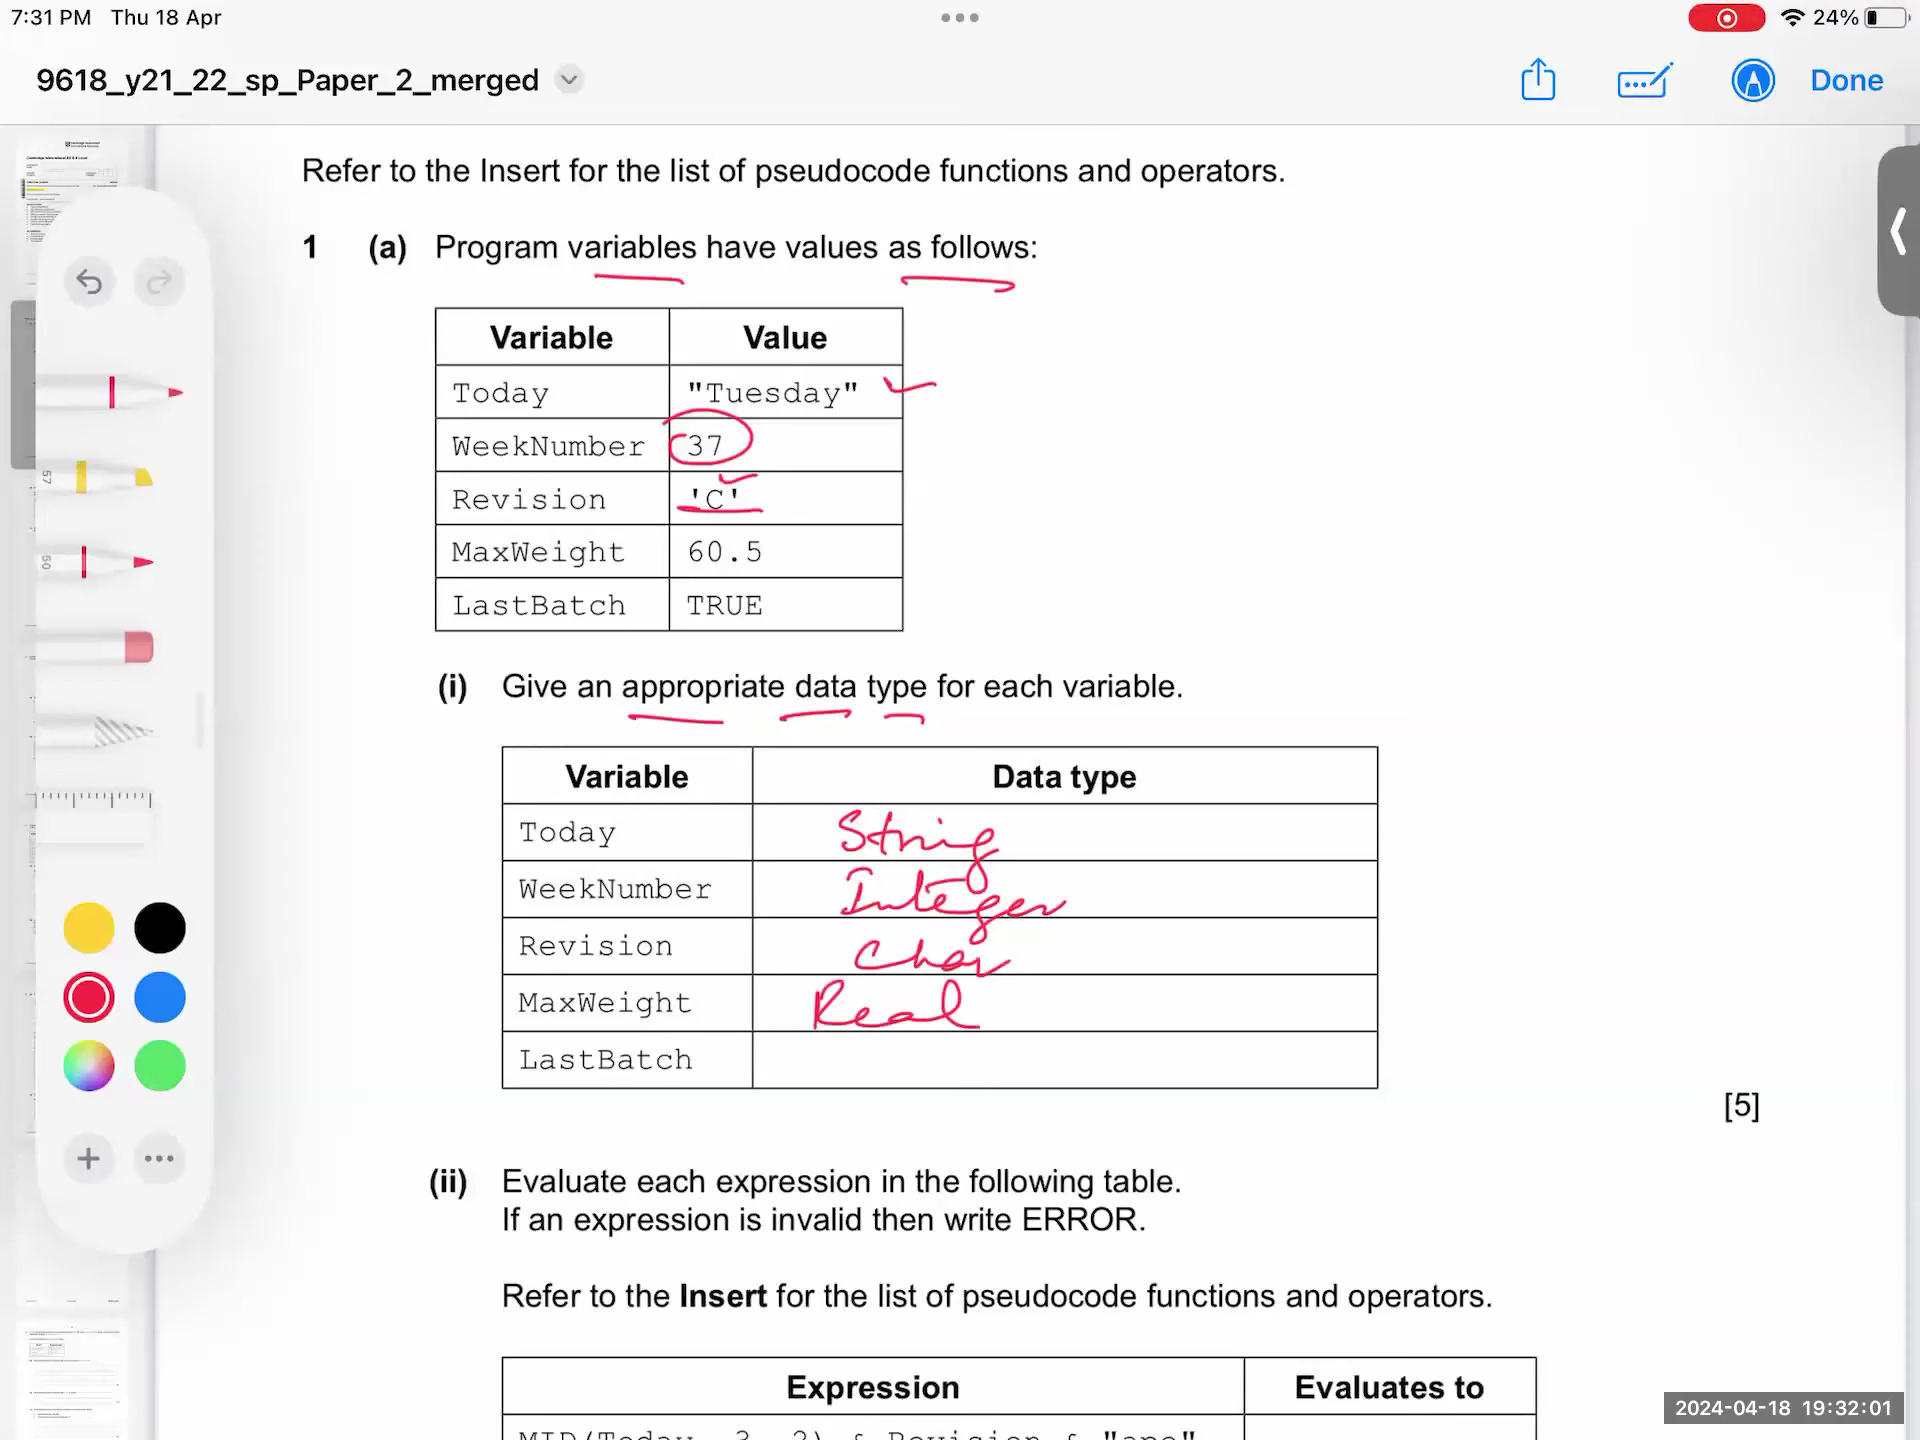 7:31 PM Thu 18 Apr
24%
9618_y21_22_sp_Paper_2_merged
Done
Refer to the Insert for the list of pseudocode functions and operators.
1 (a) Program variables have values as follows:
Variable Value
Today "Tuesday"
WeekNumber 37
Revision 'C'
MaxWeight 60.5
LastBatch TRUE
(i) Give an appropriate data type for each variable.
Variable Data type
Today String
WeekNumber Integer
Revision Char
MaxWeight Real
LastBatch
[5]
(ii) Evaluate each expression in the following table.
If an expression is invalid then write ERROR.
Refer to the Insert for the list of pseudocode functions and operators.
Expression Evaluates to
2024-04-18 19:32:01